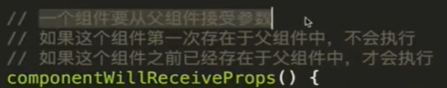 // 一个组件要从父组件接受参数
// 如果这个组件第一次存在于父组件中，不会执行
// 如果这个组件之前已经存在于父组件中，才会执行
componentWillReceiveProps() {